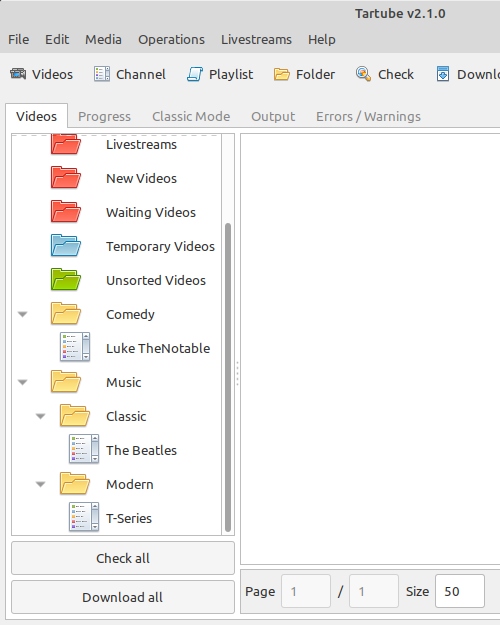 Tartube v2.1.0
File Edit Media Operations Livestreams Help
Videos Channel Playlist Folder Check Downl
Videos Progress Classic Mode Output Errors / Warnings
Livestreams
New Videos
Waiting Videos
Temporary Videos
Unsorted Videos
Comedy
Luke TheNotable
Music
Classic
The Beatles
Modern
T-Series
Check all
Download all
Page 1 / 1 Size 50